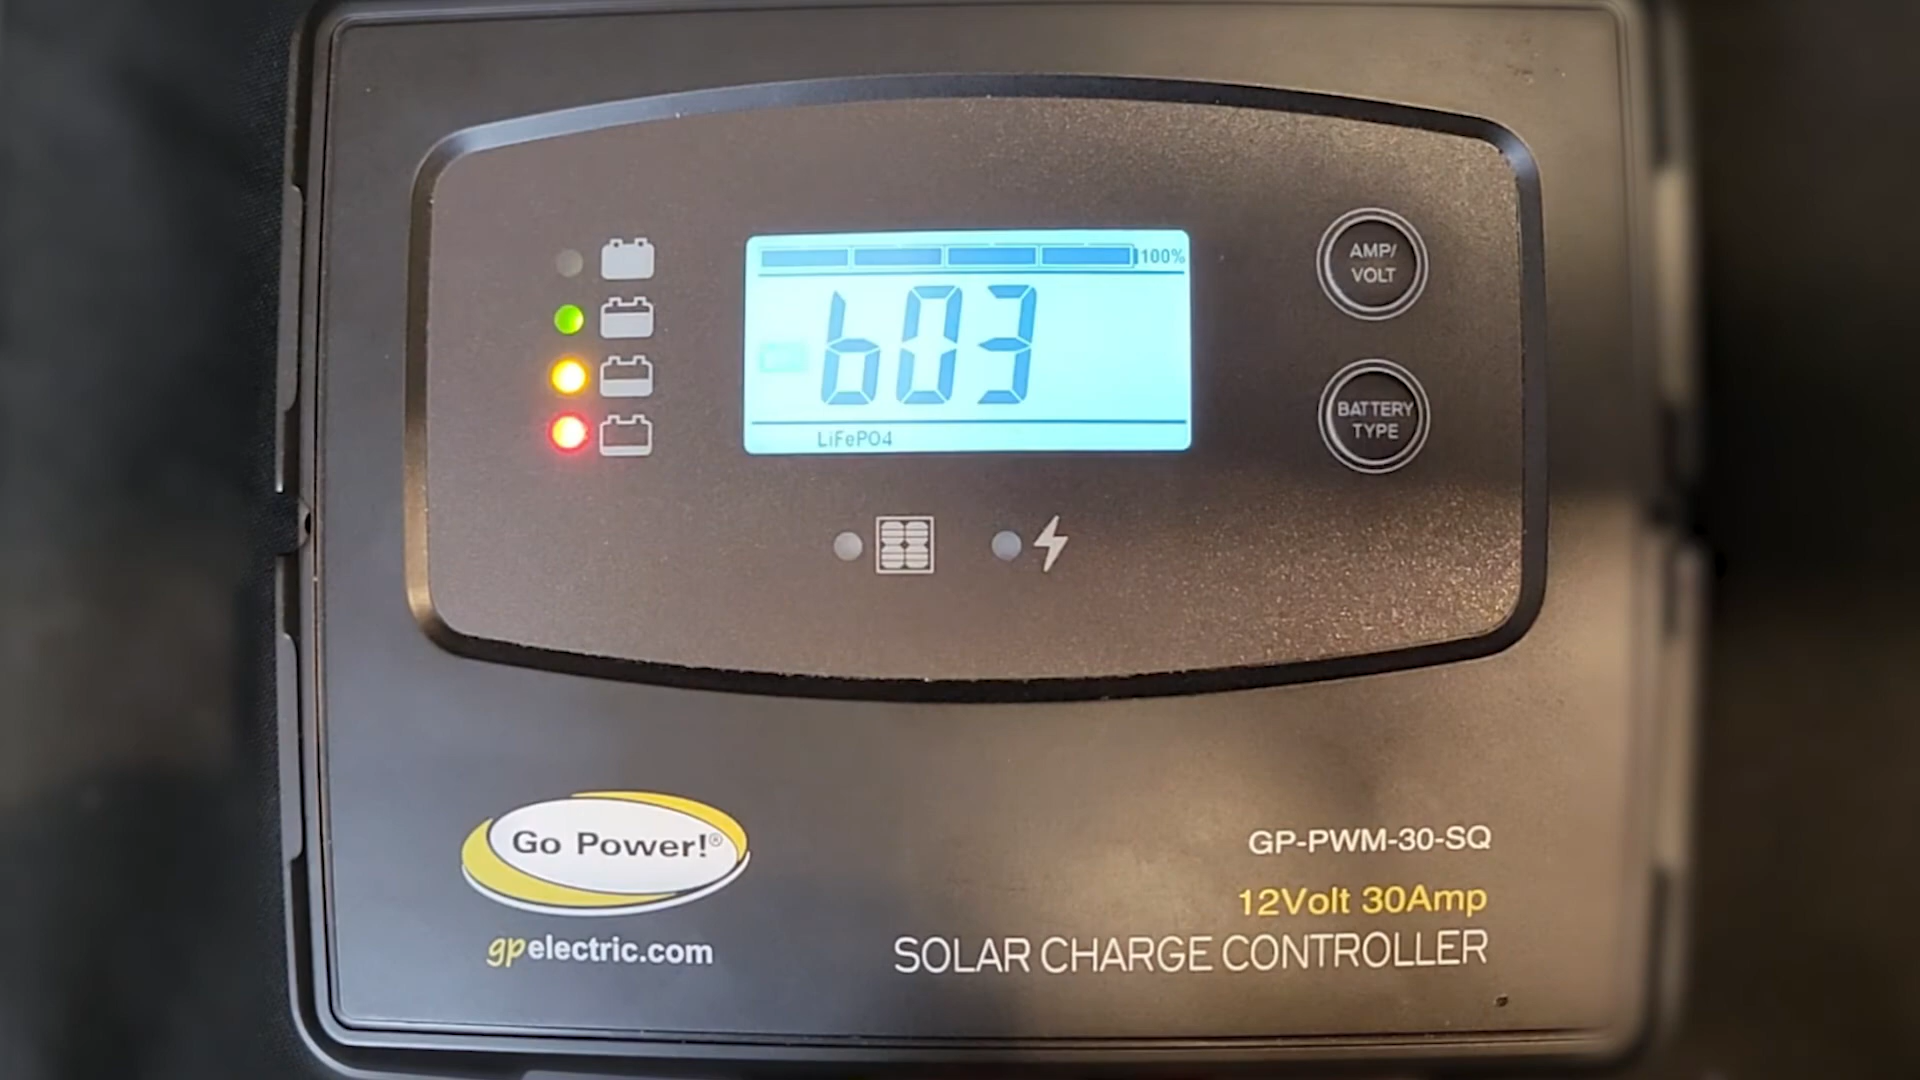 100%
b03
LiFePO4
AMP/
VOLT
BATTERY
TYPE
Go Power!®
gpelectric.com
GP-PWM-30-SQ
12Volt 30Amp
SOLAR CHARGE CONTROLLER